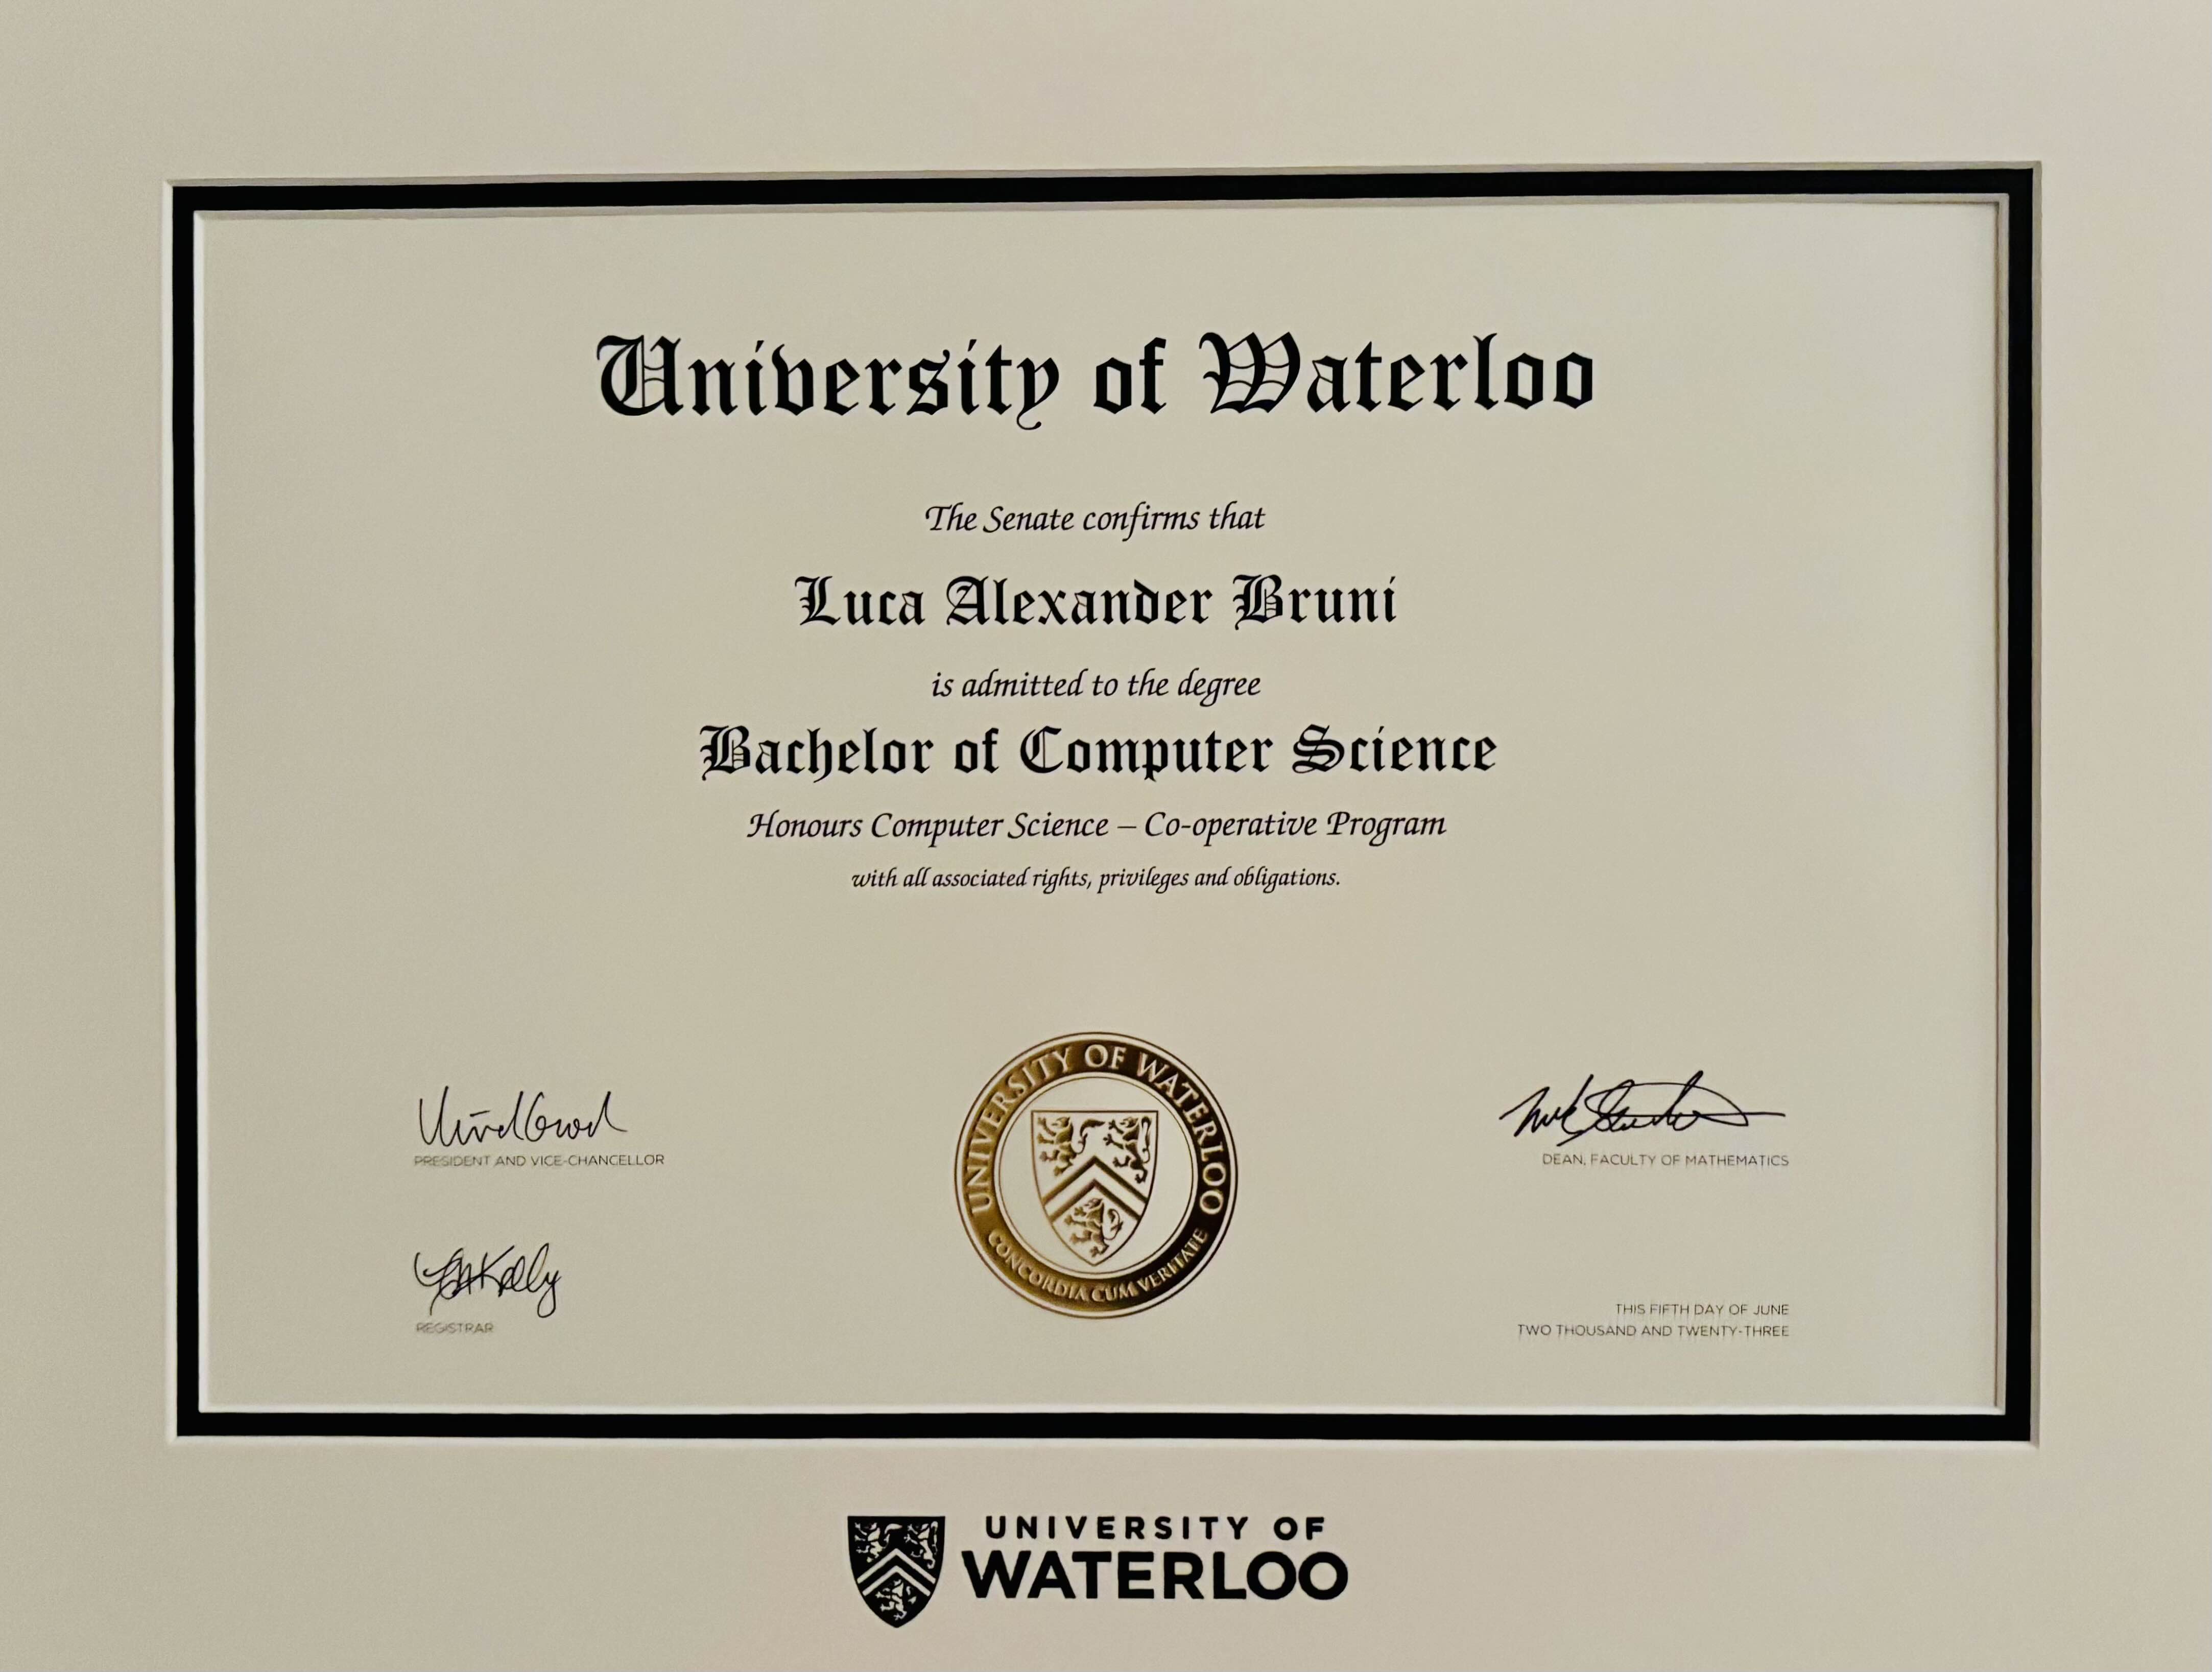 University of Waterloo
The Senate confirms that
Luca Alexander Bruni
is admitted to the degree
Bachelor of Computer Science
Honours Computer Science – Co-operative Program
with all associated rights, privileges and obligations.
PRESIDENT AND VICE-CHANCELLOR
REGISTRAR
UNIVERSITY OF WATERLOO
CONCORDIA CUM VERITATE
DEAN, FACULTY OF MATHEMATICS
THIS FIFTH DAY OF JUNE
TWO THOUSAND AND TWENTY-THREE
UNIVERSITY OF
WATERLOO